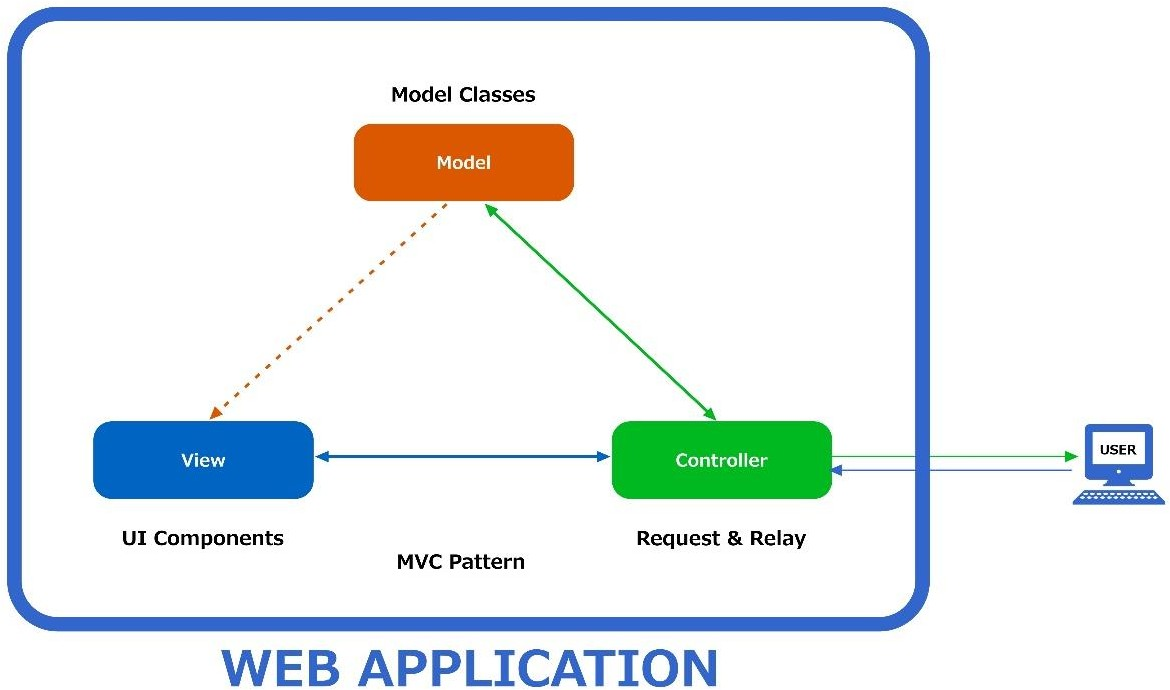 Model Classes
Model
View
Controller
USER
UI Components
Request & Relay
MVC Pattern
WEB APPLICATION